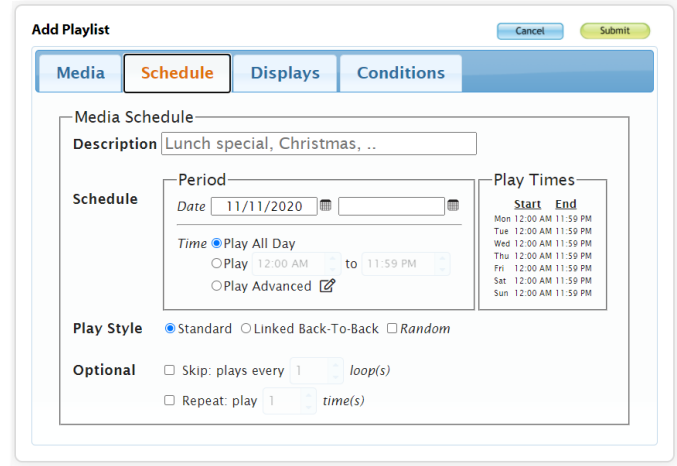 Add Playlist Cancel Submit
Media Schedule Displays Conditions
Media Schedule
Description Lunch special, Christmas, ..
Schedule
Period
Date 11/11/2020
Time Play All Day
Play 12:00 AM to 11:59 PM
Play Advanced
Play Times
Start End
Mon 12:00 AM 11:59 PM
Tue 12:00 AM 11:59 PM
Wed 12:00 AM 11:59 PM
Thu 12:00 AM 11:59 PM
Fri 12:00 AM 11:59 PM
Sat 12:00 AM 11:59 PM
Sun 12:00 AM 11:59 PM
Play Style Standard Linked Back-To-Back Random
Optional Skip: plays every 1 loop(s)
Repeat: play 1 time(s)